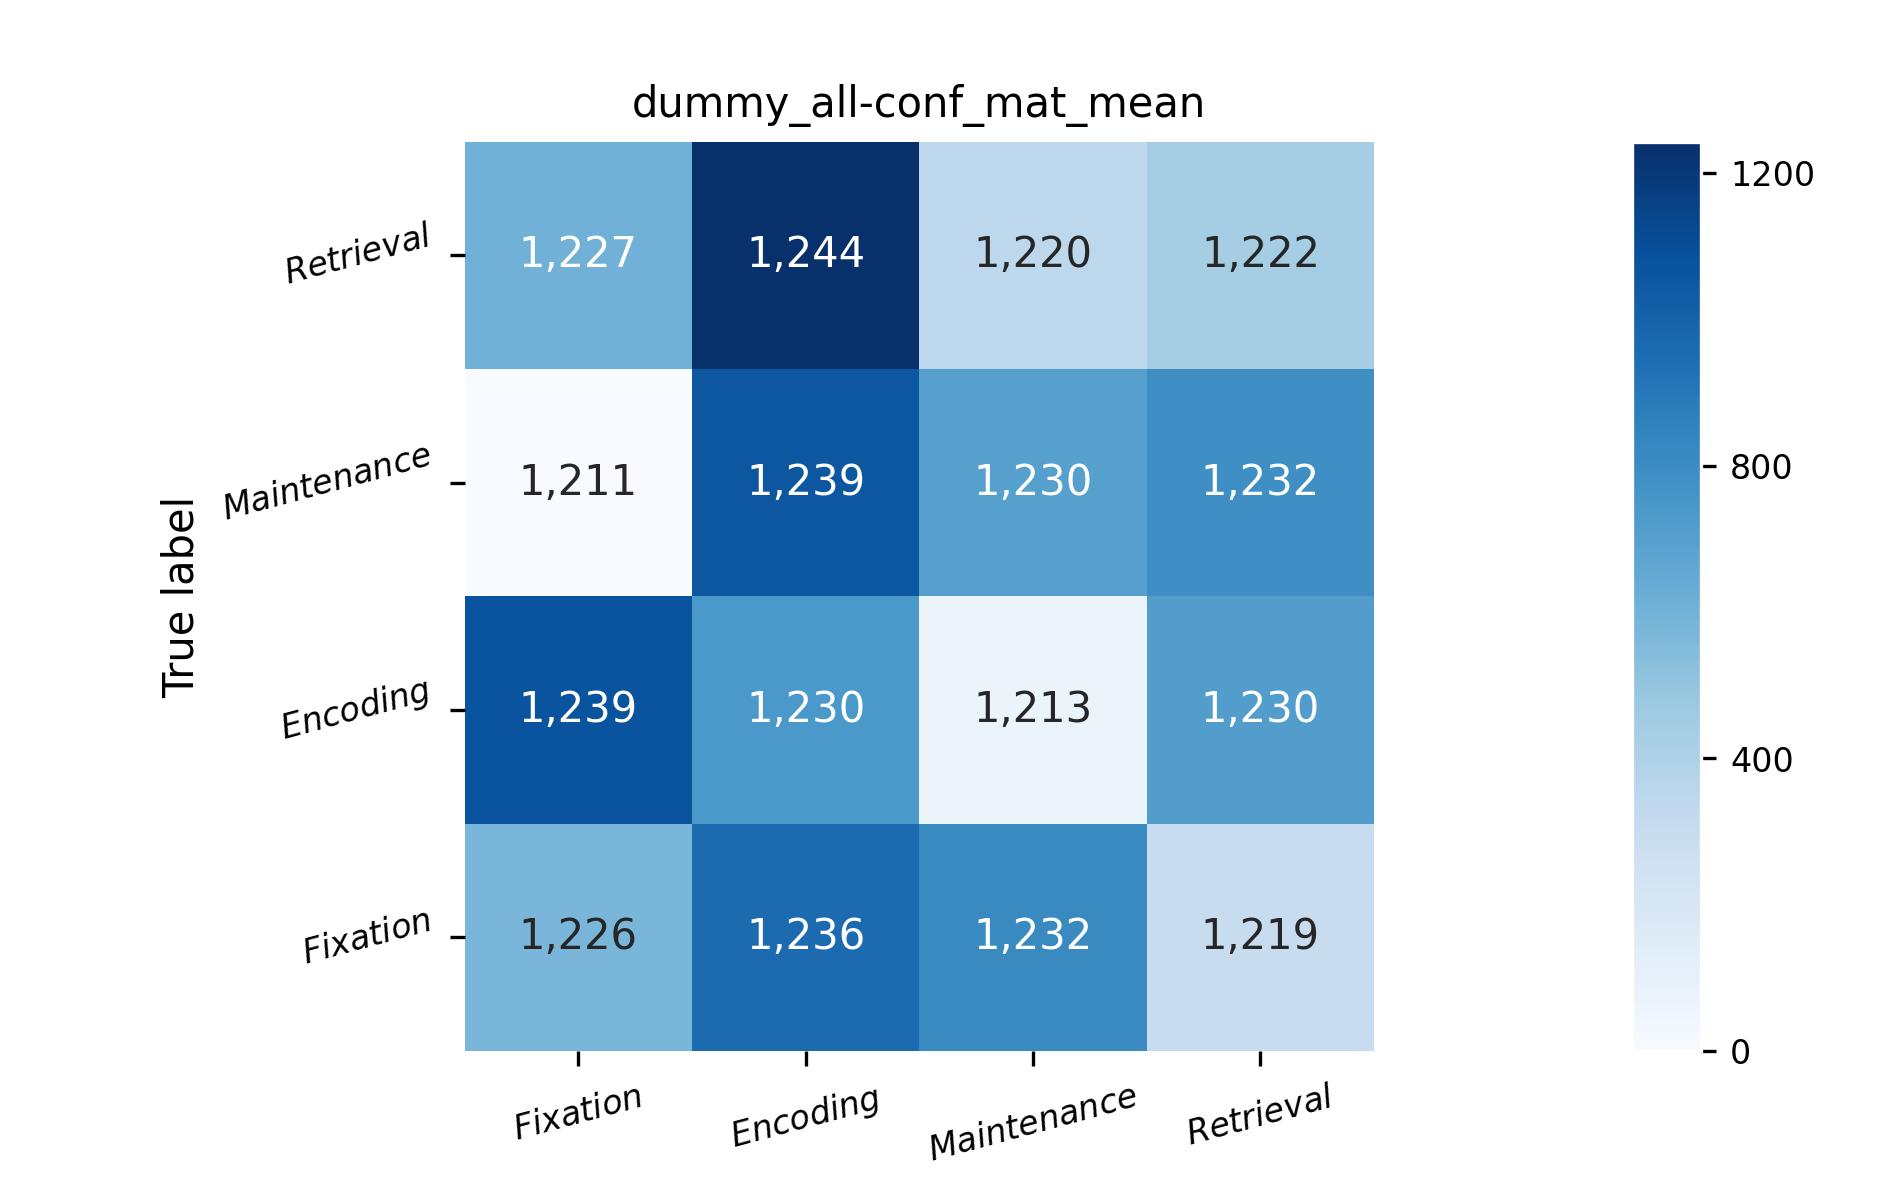 dummy_all-conf_mat_mean
True label
Retrieval
1,227 1,244 1,220 1,222
Maintenance
1,211 1,239 1,230 1,232
Encoding
1,239 1,230 1,213 1,230
Fixation
1,226 1,236 1,232 1,219
Fixation Encoding Maintenance Retrieval
1200
800
400
0